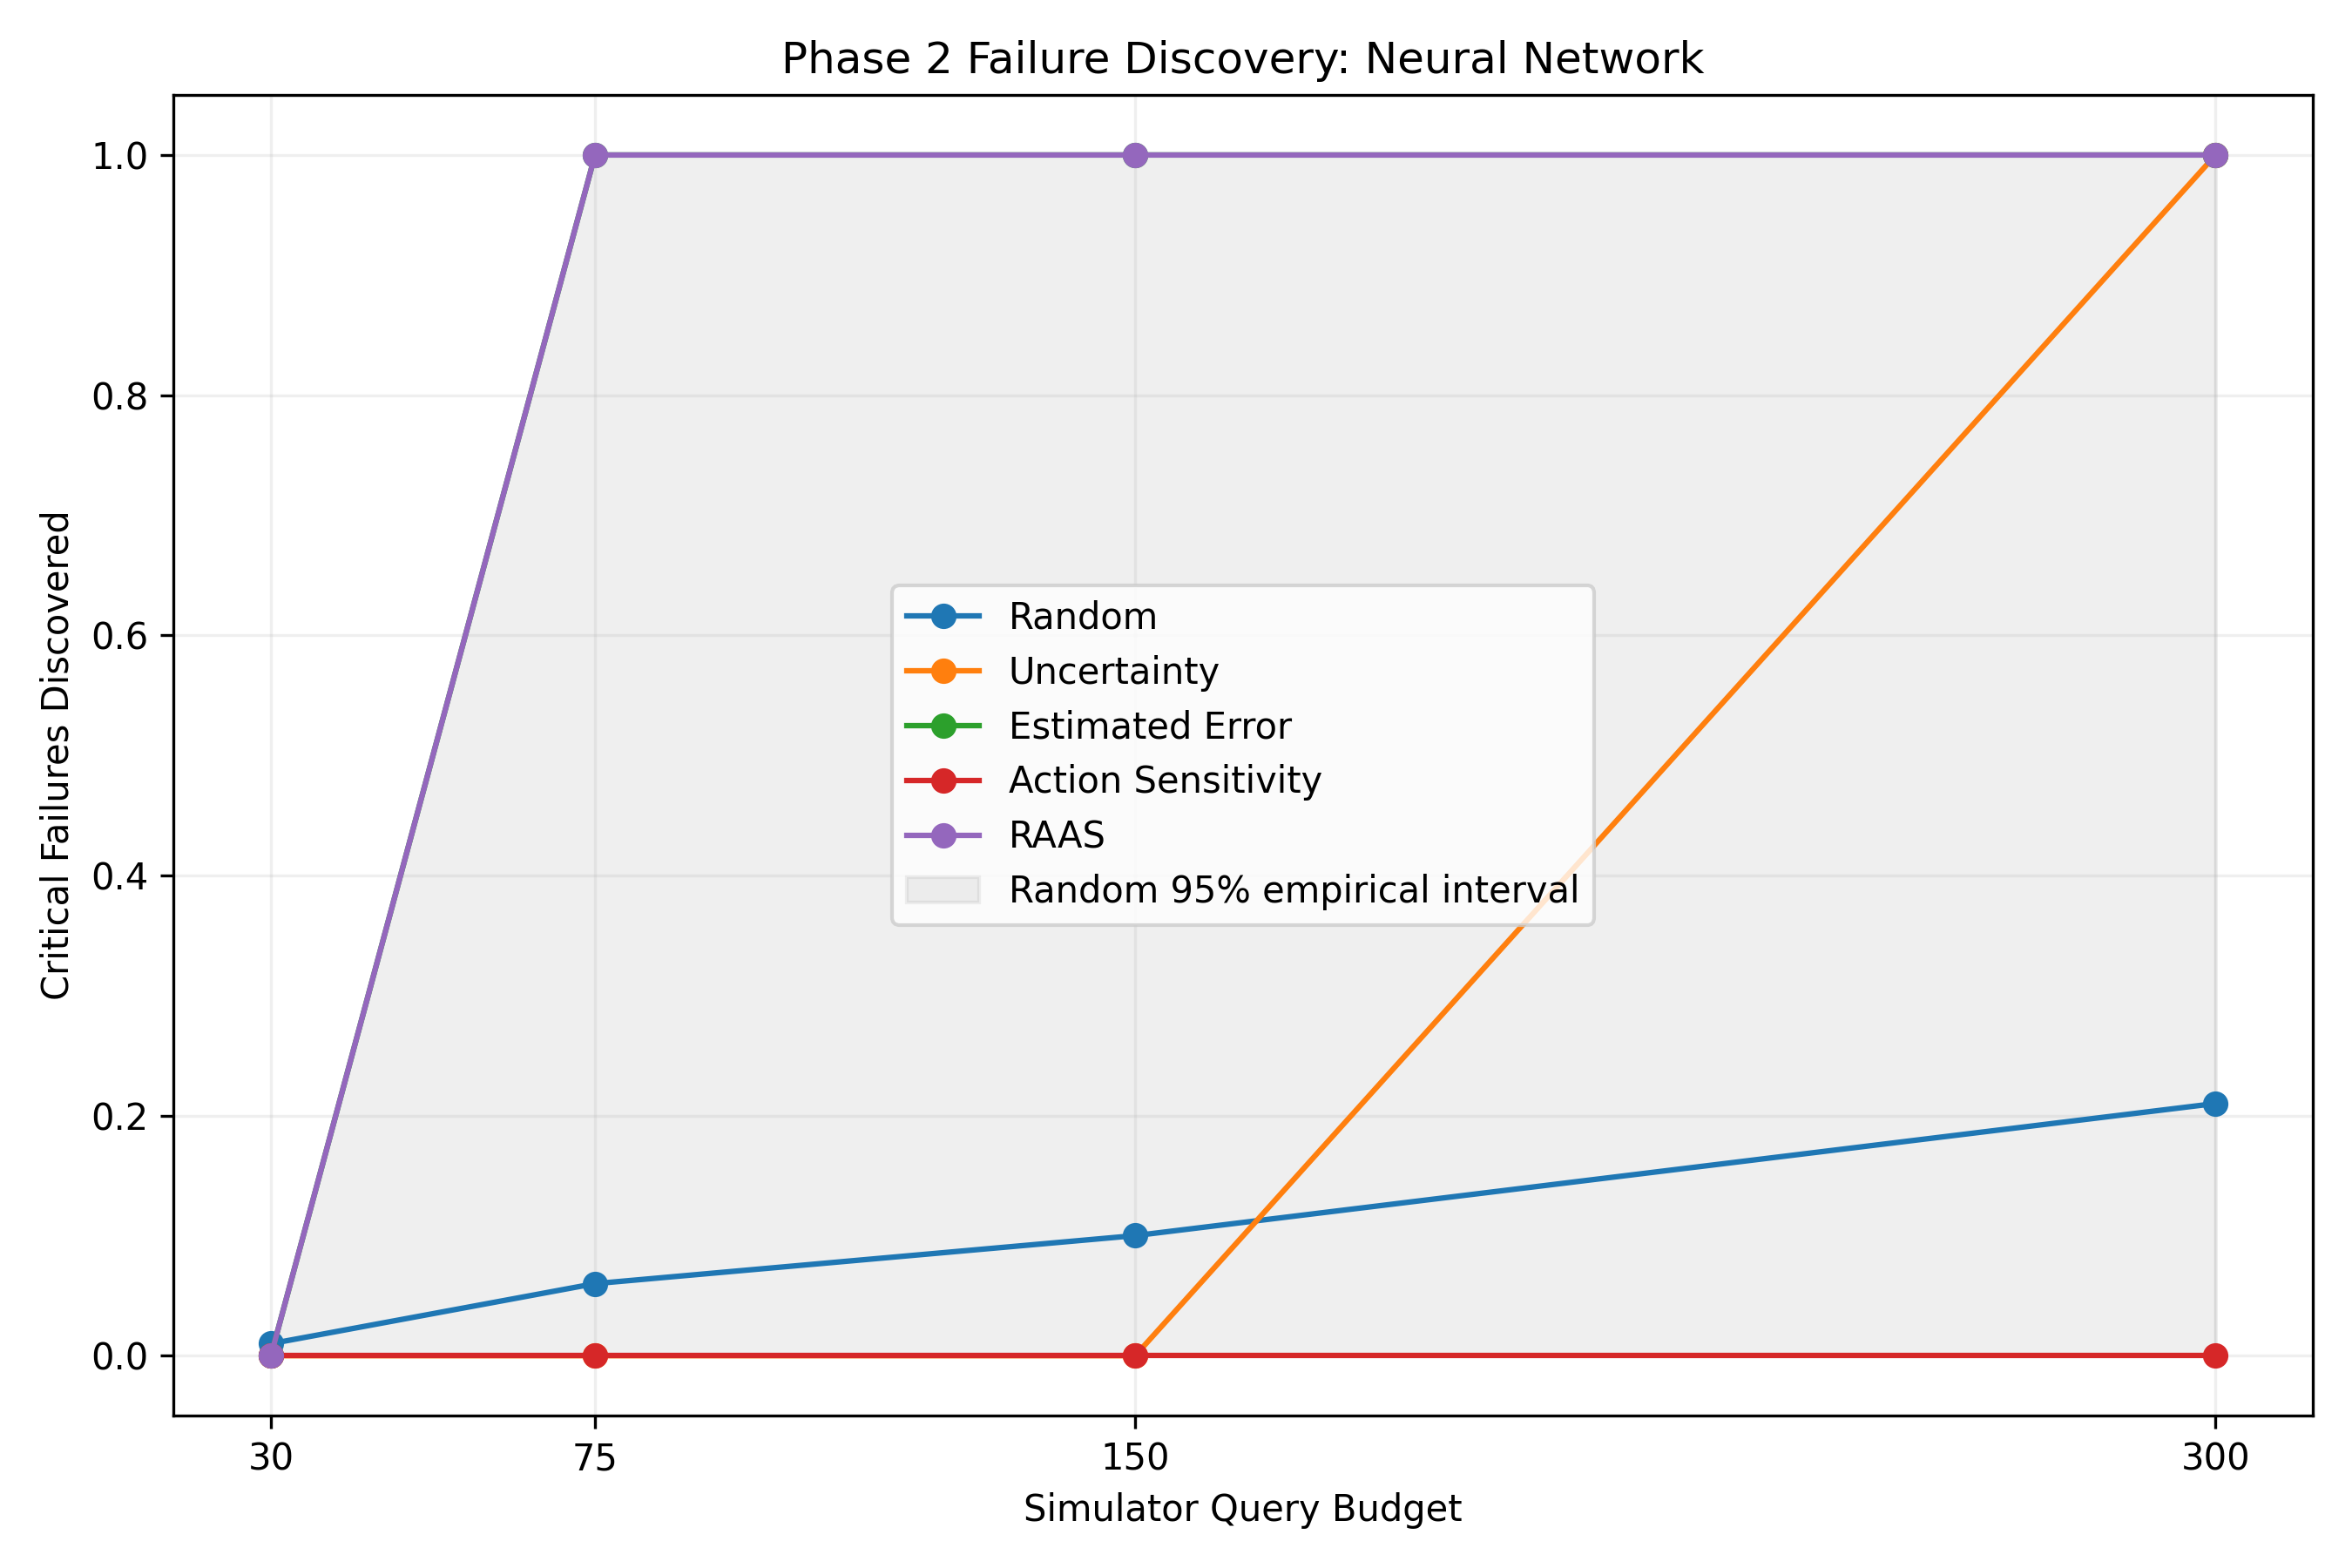 Phase 2 Failure Discovery: Neural Network
Critical Failures Discovered
1.0
0.8
0.6
0.4
0.2
0.0
Random
Uncertainty
Estimated Error
Action Sensitivity
RAAS
Random 95% empirical interval
30
75
150
300
Simulator Query Budget